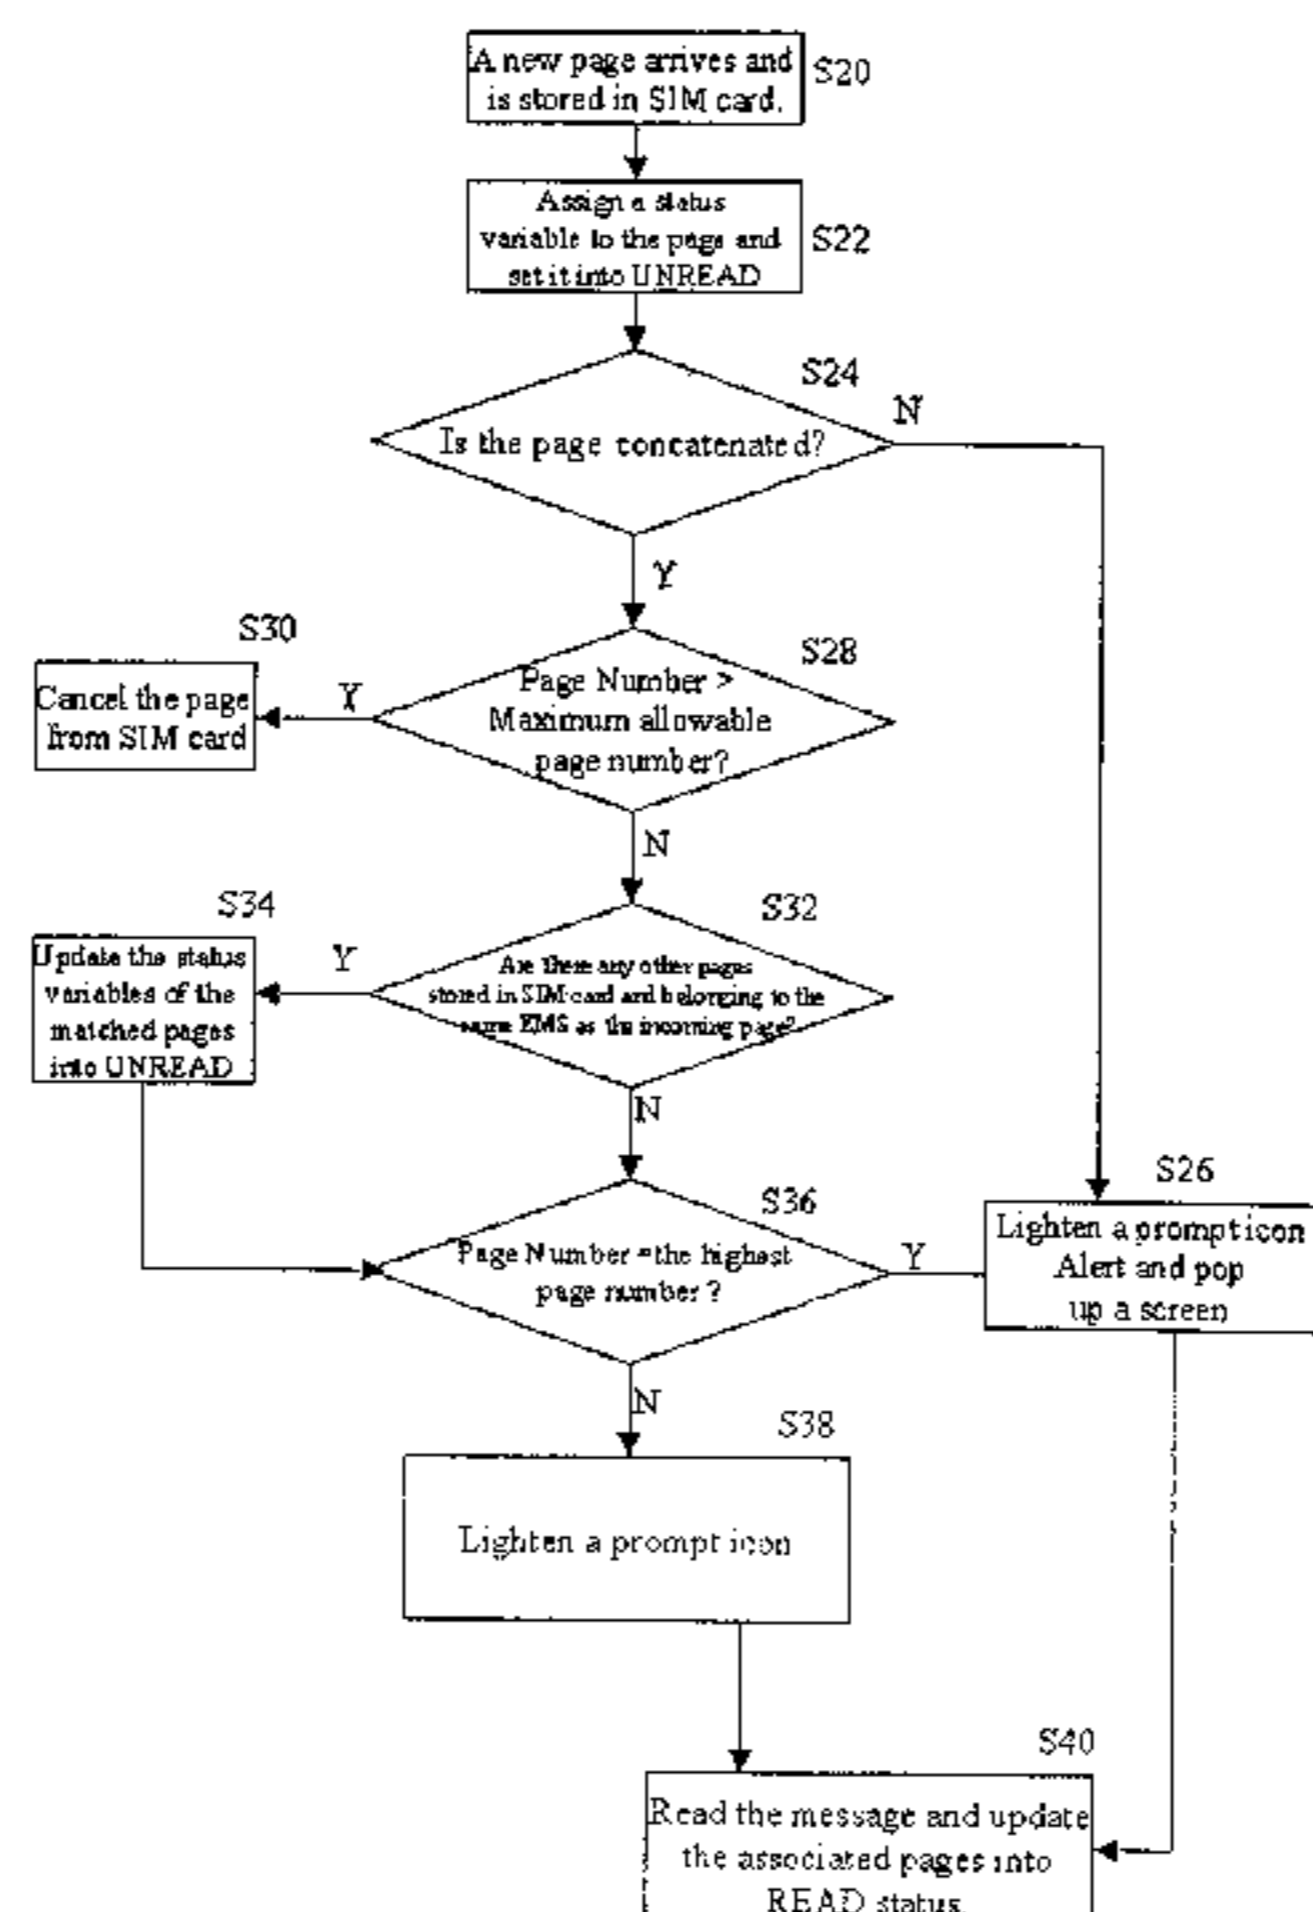 A new page arrives and
is stored in SIM card.
S20
Assign a status
variable to the page and
set it into UNREAD
S22
S24
N
Is the page concatenated?
Y
S30
S28
Cancel the page
from SIM card
Y
Page Number >
Maximum allowable
page number?
N
S34
S32
Update the status
variables of the
matched pages
into UNREAD
Y
Are there any other pages
stored in SIM card and belonging to the
same EMS as the incoming page?
N
S36
S26
Page Number = the highest
page number ?
Y
Lighten a prompt icon
Alert and pop
up a screen
N
S38
Lighten a prompt icon
S40
Read the message and update
the associated pages into
READ status